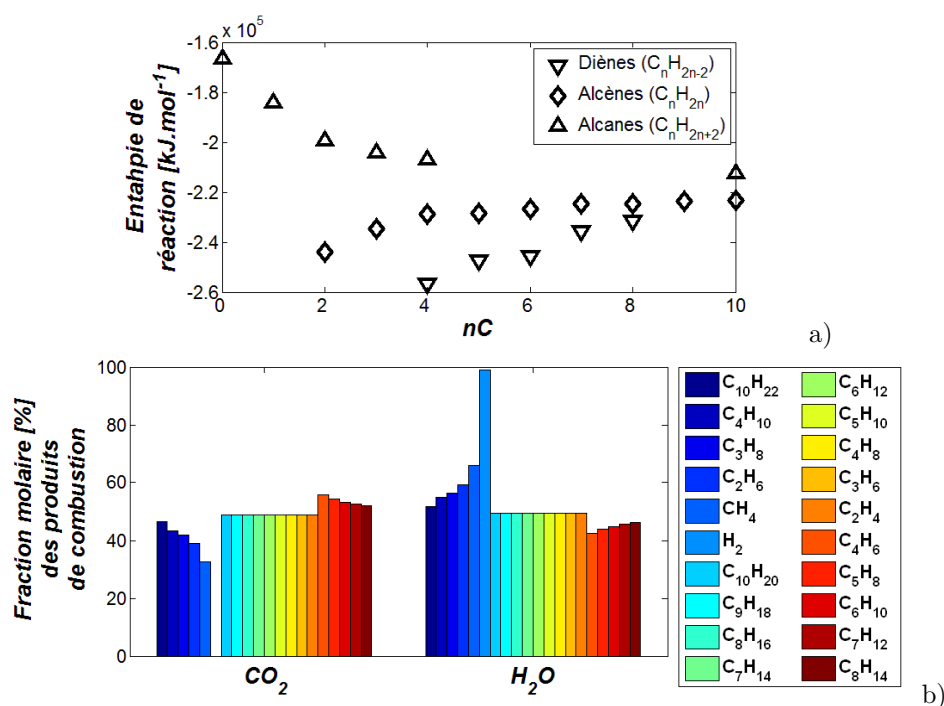 × 10⁵
-1.6
-1.8
-2
-2.2
-2.4
-2.6
Entahpie de
réaction [kJ.mol⁻¹]
Diènes (CₙH₂ₙ₋₂)
Alcènes (CₙH₂ₙ)
Alcanes (CₙH₂ₙ₊₂)
0 2 4 6 8 10
nC
a)
100
80
60
40
20
0
Fraction molaire [%]
des produits
de combustion
CO₂ H₂O
C₁₀H₂₂ C₆H₁₂
C₄H₁₀ C₅H₁₀
C₃H₈ C₄H₈
C₂H₆ C₃H₆
CH₄ C₂H₄
H₂ C₄H₆
C₁₀H₂₀ C₅H₈
C₉H₁₈ C₆H₁₀
C₈H₁₆ C₇H₁₂
C₇H₁₄ C₈H₁₄
b)